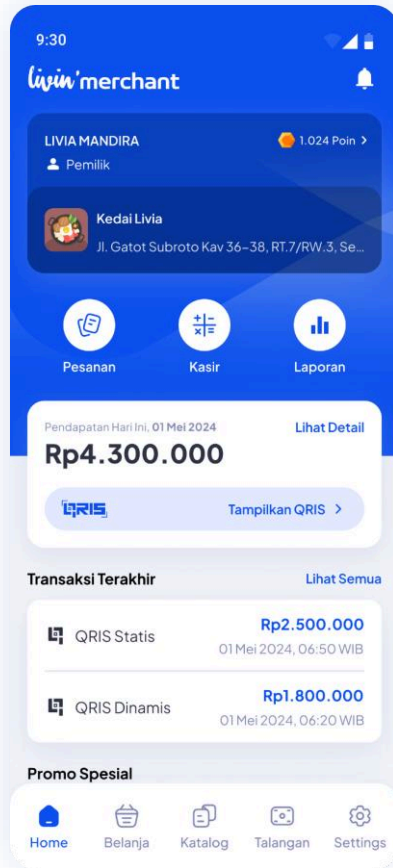 9:30
livin'merchant
LIVIA MANDIRA
1.024 Poin >
Pemilik
Kedai Livia
Jl. Gatot Subroto Kav 36-38, RT.7/RW.3, Se...
Pesanan
Kasir
Laporan
Pendapatan Hari Ini, 01 Mei 2024
Lihat Detail
Rp4.300.000
QRIS
Tampilkan QRIS >
Transaksi Terakhir
Lihat Semua
QRIS Statis
Rp2.500.000
01 Mei 2024, 06:50 WIB
QRIS Dinamis
Rp1.800.000
01 Mei 2024, 06:20 WIB
Promo Spesial
Home
Belanja
Katalog
Talangan
Settings